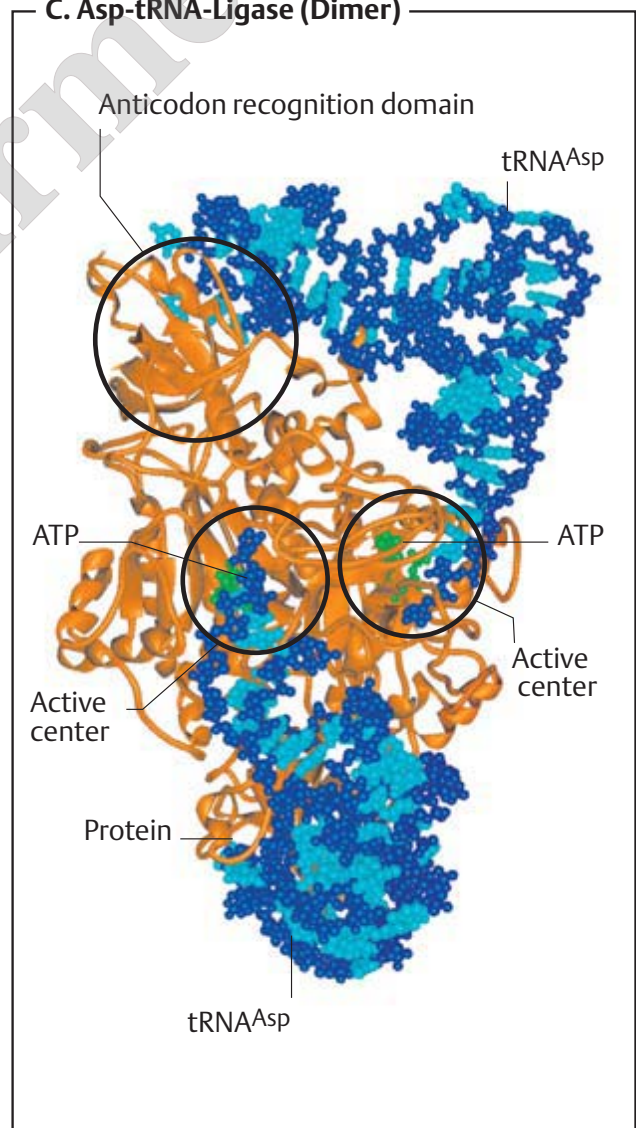 C. Asp-tRNA-Ligase (Dimer)
Anticodon recognition domain
tRNAAsp
ATP
ATP
Active
center
Active
center
Protein
tRNAAsp